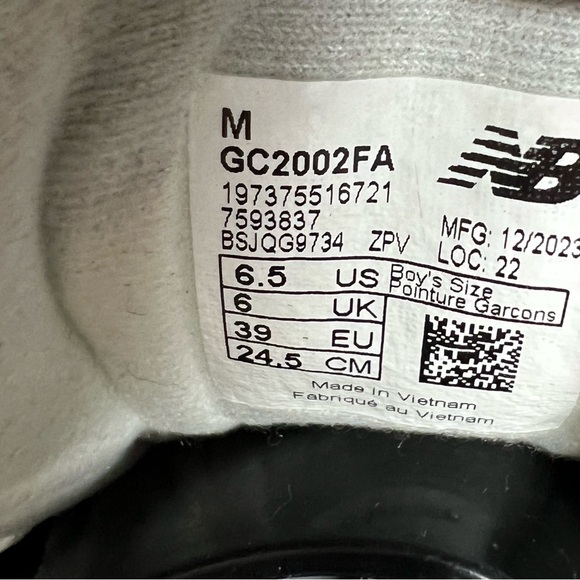 M
GC2002FA
NB
197375516721
7593837
BSJQG9734 ZPV
MFG: 12/2023
LOC: 22
6.5 US Boy's Size
Pointure Garcons
6 UK
39 EU
24.5 CM
Made in Vietnam
Fabriqué au Vietnam